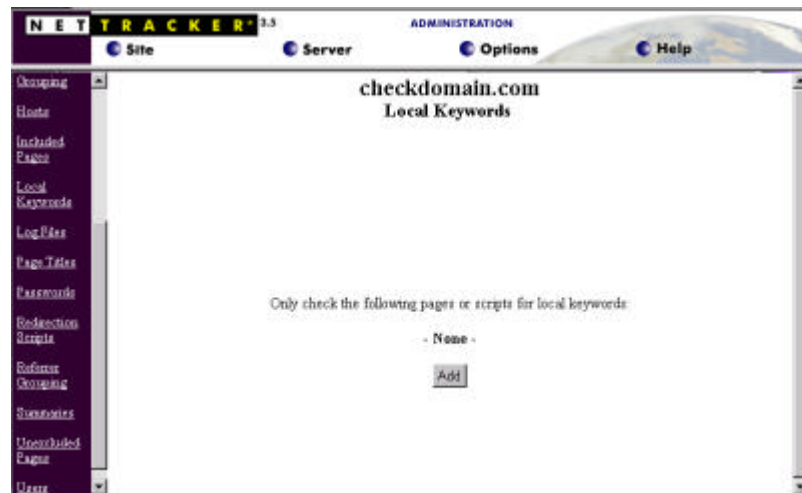 NET TRACKER® 3.5
ADMINISTRATION
Site
Server
Options
Help
Grouping
Hosts
Included
Pages
Local
Keywords
Log Files
Page Titles
Passwords
Redirection
Scripts
Referrer
Grouping
Summaries
Unexcluded
Pages
Users
checkdomain.com
Local Keywords
Only check the following pages or scripts for local keywords:
- None -
Add